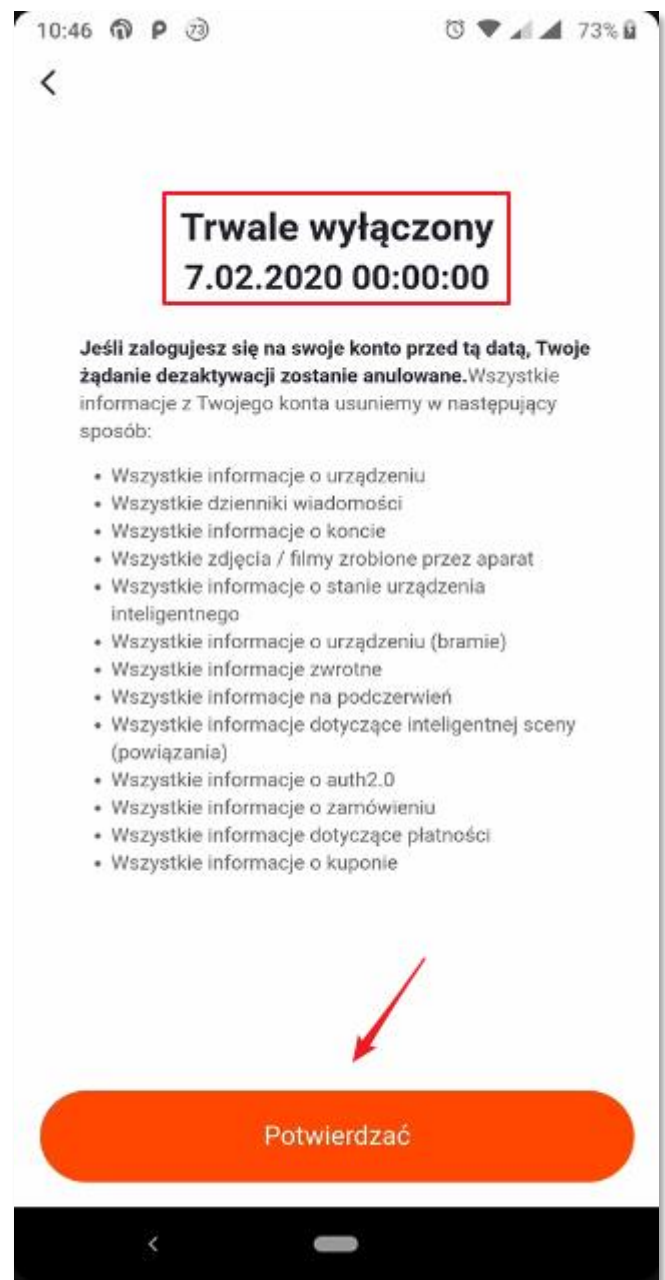 10:46 P 73 73%
Trwale wyłączony
7.02.2020 00:00:00
Jeśli zalogujesz się na swoje konto przed tą datą, Twoje
żądanie dezaktywacji zostanie anulowane.Wszystkie
informacje z Twojego konta usuniemy w następujący
sposób:
• Wszystkie informacje o urządzeniu
• Wszystkie dzienniki wiadomości
• Wszystkie informacje o koncie
• Wszystkie zdjęcia / filmy zrobione przez aparat
• Wszystkie informacje o stanie urządzenia
inteligentnego
• Wszystkie informacje o urządzeniu (bramie)
• Wszystkie informacje zwrotne
• Wszystkie informacje na podczerwień
• Wszystkie informacje dotyczące inteligentnej sceny
(powiązania)
• Wszystkie informacje o auth2.0
• Wszystkie informacje o zamówieniu
• Wszystkie informacje dotyczące płatności
• Wszystkie informacje o kuponie
Potwierdzać